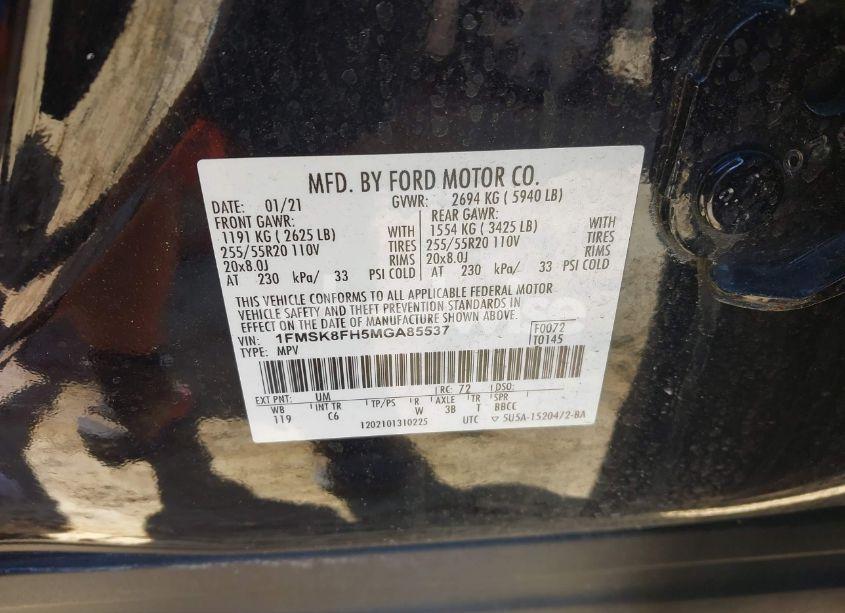 MFD. BY FORD MOTOR CO.
DATE: 01/21 GVWR: 2694 KG ( 5940 LB)
FRONT GAWR: REAR GAWR:
1191 KG ( 2625 LB) WITH 1554 KG ( 3425 LB) WITH
255/55R20 110V TIRES 255/55R20 110V TIRES
20x8.0J RIMS 20x8.0J RIMS
AT 230 kPa/ 33 PSI COLD AT 230 kPa/ 33 PSI COLD
THIS VEHICLE CONFORMS TO ALL APPLICABLE FEDERAL MOTOR
VEHICLE SAFETY AND THEFT PREVENTION STANDARDS IN
EFFECT ON THE DATE OF MANUFACTURE SHOWN ABOVE.
VIN: 1FMSK8FH5MGA85537 F0072
TYPE: MPV T0145
EXT PNT: UM RC: 72 DSO:
WB INT TR TP/PS R AXLE TR SPR
119 C6 W 3B T BBCC
1202101310225 UTC ▽ 5U5A-1520472-BA